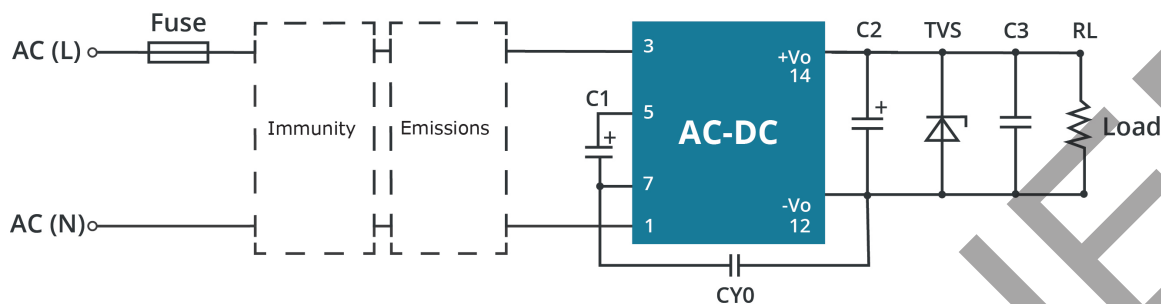 Fuse
AC (L)
Immunity
Emissions
C1
+
3
5
7
1
AC-DC
+Vo
14
-Vo
12
C2
+
TVS
C3
RL
Load
AC (N)
CY0